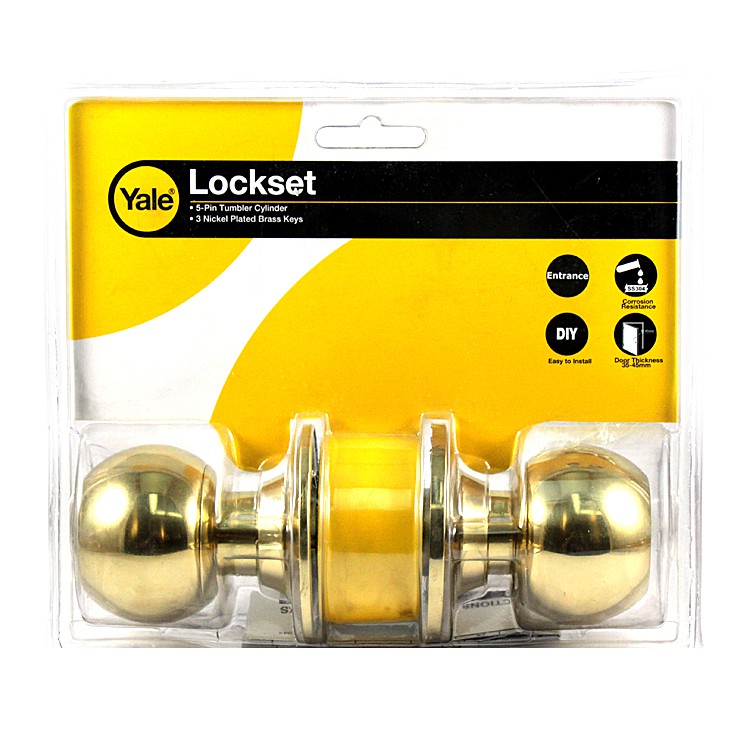 Yale®
Lockset
• 5-Pin Tumbler Cylinder
• 3 Nickel Plated Brass Keys
Entrance
SS304
Corrosion
Resistance
DIY
Easy to Install
Door Thickness
35-45mm
CTIONS